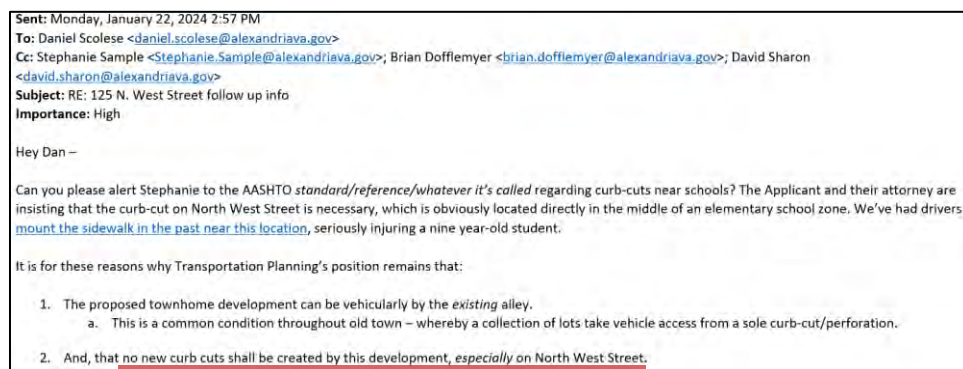 Sent: Monday, January 22, 2024 2:57 PM
To: Daniel Scolese <daniel.scolese@alexandriava.gov>
Cc: Stephanie Sample <Stephanie.Sample@alexandriava.gov>; Brian Dofflemyer <brian.dofflemyer@alexandriava.gov>; David Sharon
<david.sharon@alexandriava.gov>
Subject: RE: 125 N. West Street follow up info
Importance: High
Hey Dan –
Can you please alert Stephanie to the AASHTO standard/reference/whatever it's called regarding curb-cuts near schools? The Applicant and their attorney are
insisting that the curb-cut on North West Street is necessary, which is obviously located directly in the middle of an elementary school zone. We've had drivers
mount the sidewalk in the past near this location, seriously injuring a nine year-old student.
It is for these reasons why Transportation Planning's position remains that:
1. The proposed townhome development can be vehicularly by the existing alley.
a. This is a common condition throughout old town – whereby a collection of lots take vehicle access from a sole curb-cut/perforation.
2. And, that no new curb cuts shall be created by this development, especially on North West Street.